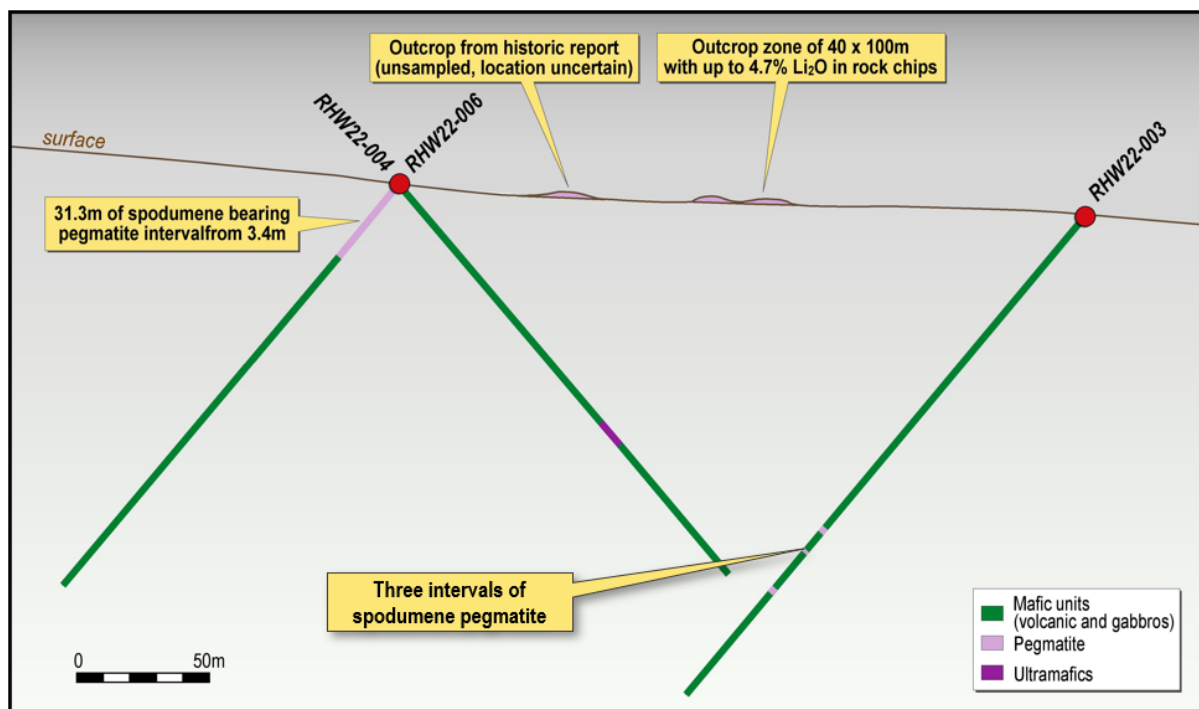 Outcrop from historic report
(unsampled, location uncertain)
Outcrop zone of 40 x 100m
with up to 4.7% Li₂O in rock chips
surface
RHW22-004
RHW22-006
RHW22-003
31.3m of spodumene bearing
pegmatite intervalfrom 3.4m
Three intervals of
spodumene pegmatite
0 50m
Mafic units
(volcanic and gabbros)
Pegmatite
Ultramafics